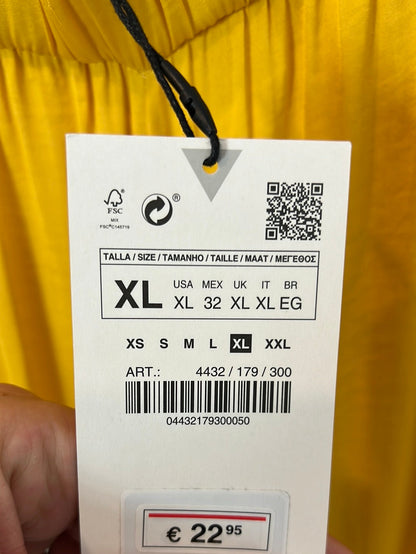 FSC
MIX
FSC®C145719
®
TALLA / SIZE / TAMANHO / TAILLE / MAAT / ΜΕΓΕΘΟΣ
XL
USA MEX UK IT BR
XL 32 XL XL EG
XS S M L XL XXL
ART.: 4432 / 179 / 300
04432179300050
€ 22 95